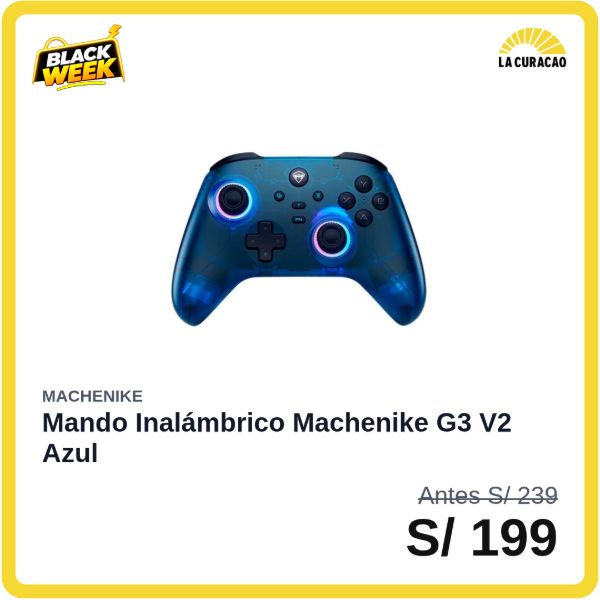 BLACK
WEEK
LA CURACAO
MACHENIKE
Mando Inalámbrico Machenike G3 V2
Azul
Antes S/ 239
S/ 199